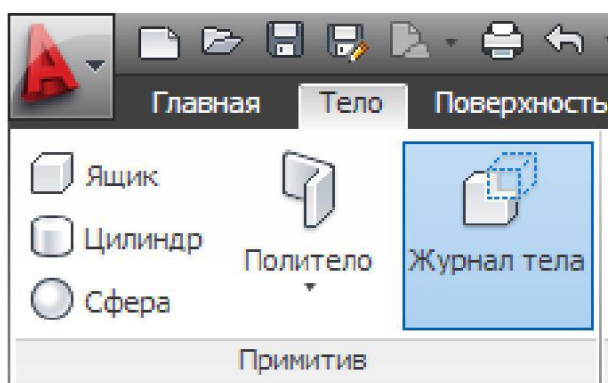 Главная Тело Поверхность
Ящик
Цилиндр
Сфера
Политело
Журнал тела
Примитив